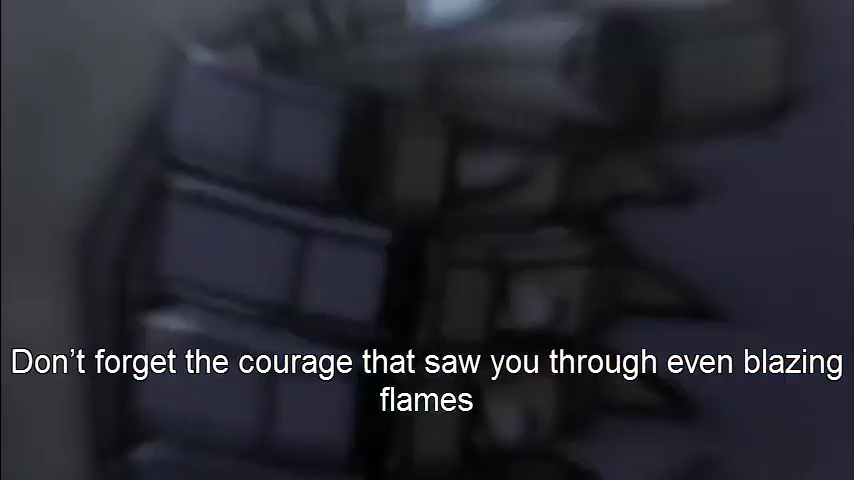 Don’t forget the courage that saw you through even blazing
flames